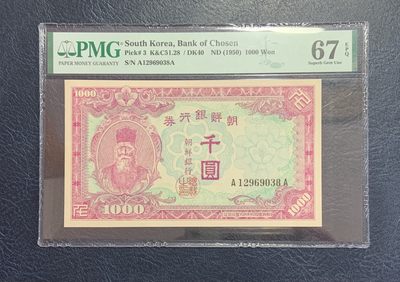 PMG
PAPER MONEY GUARANTY
South Korea, Bank of Chosen
Pick# 3 K&C51.28 / DK40 ND (1950) 1000 Won
S/N A12969038A
67 EPQ
Superb Gem Unc
1000
券行銀鮮朝
千圓
朝鮮銀行
A 12969038 A
1000
1000